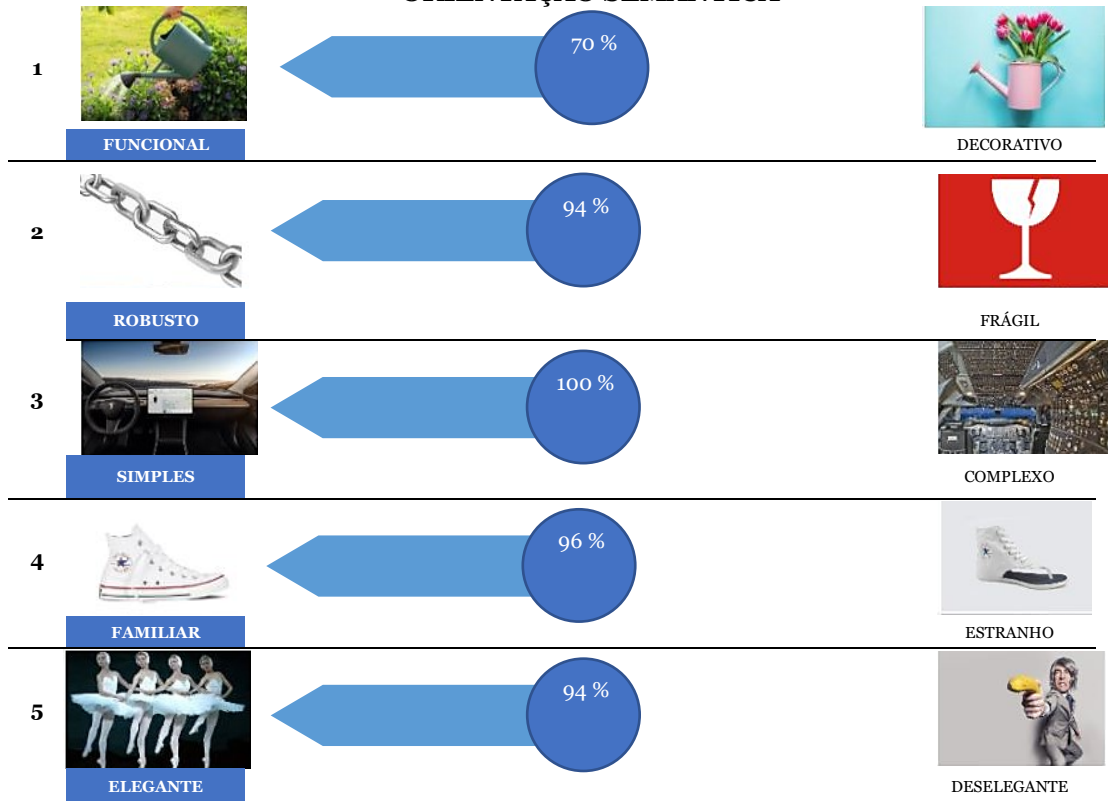 1
70 %
FUNCIONAL
DECORATIVO
2
94 %
ROBUSTO
FRÁGIL
3
100 %
SIMPLES
COMPLEXO
4
96 %
FAMILIAR
ESTRANHO
5
94 %
ELEGANTE
DESELEGANTE